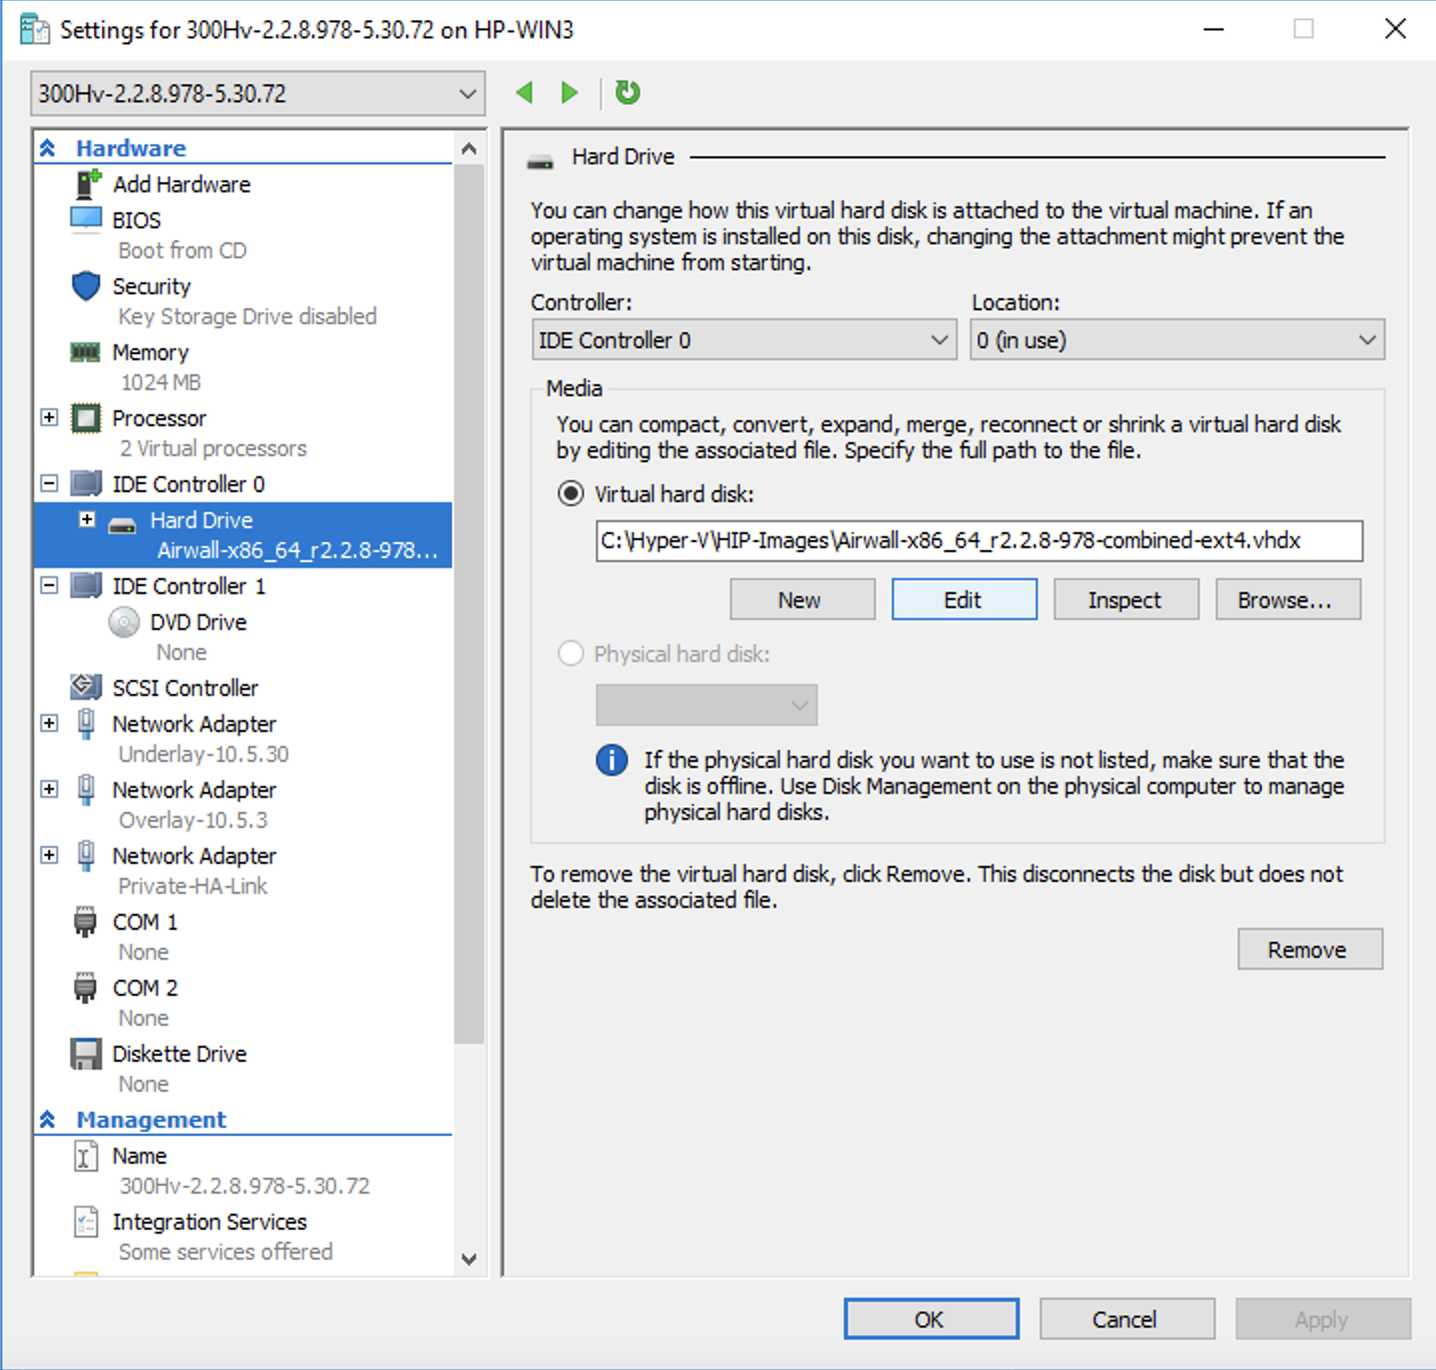 Settings for 300Hv-2.2.8.978-5.30.72 on HP-WIN3
300Hv-2.2.8.978-5.30.72
Hardware
Add Hardware
BIOS
Boot from CD
Security
Key Storage Drive disabled
Memory
1024 MB
Processor
2 Virtual processors
IDE Controller 0
Hard Drive
Airwall-x86_64_r2.2.8-978...
IDE Controller 1
DVD Drive
None
SCSI Controller
Network Adapter
Underlay-10.5.30
Network Adapter
Overlay-10.5.3
Network Adapter
Private-HA-Link
COM 1
None
COM 2
None
Diskette Drive
None
Management
Name
300Hv-2.2.8.978-5.30.72
Integration Services
Some services offered
Hard Drive
You can change how this virtual hard disk is attached to the virtual machine. If an
operating system is installed on this disk, changing the attachment might prevent the
virtual machine from starting.
Controller:
Location:
IDE Controller 0
0 (in use)
Media
You can compact, convert, expand, merge, reconnect or shrink a virtual hard disk
by editing the associated file. Specify the full path to the file.
Virtual hard disk:
C:\Hyper-V\HIP-Images\Airwall-x86_64_r2.2.8-978-combined-ext4.vhdx
New
Edit
Inspect
Browse...
Physical hard disk:
If the physical hard disk you want to use is not listed, make sure that the
disk is offline. Use Disk Management on the physical computer to manage
physical hard disks.
To remove the virtual hard disk, click Remove. This disconnects the disk but does not
delete the associated file.
Remove
OK
Cancel
Apply